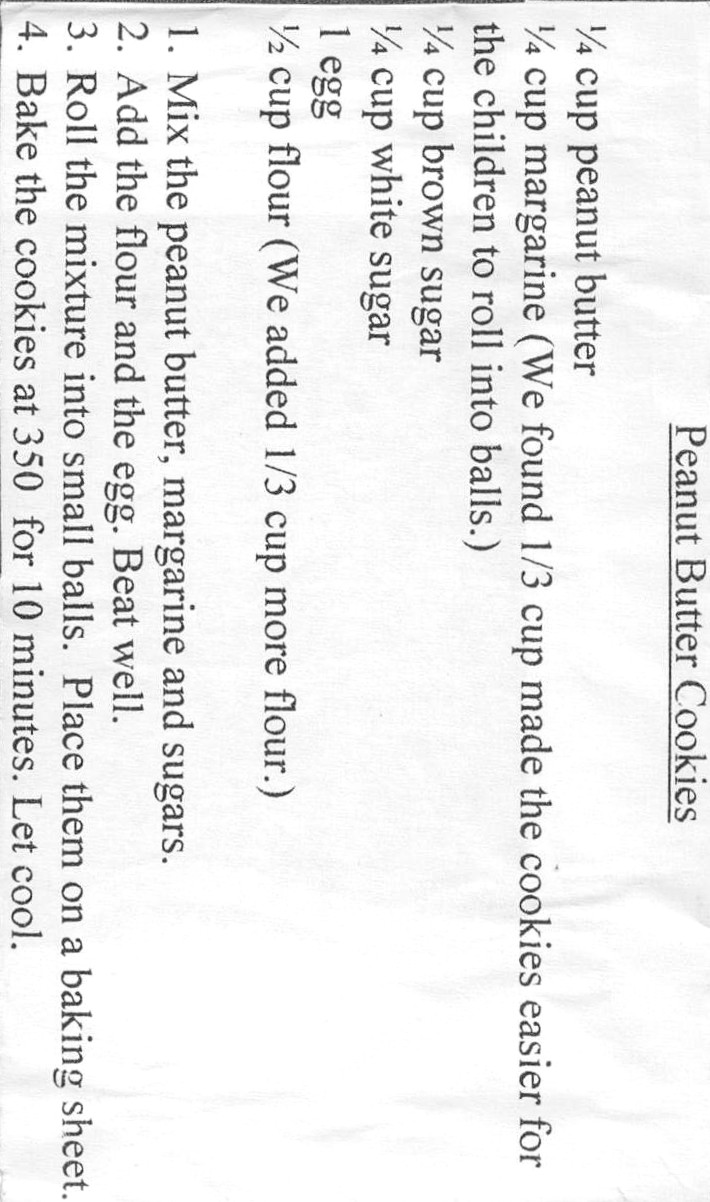 Peanut Butter Cookies
¼ cup peanut butter
¼ cup margarine (We found 1/3 cup made the cookies easier for
the children to roll into balls.)
¼ cup brown sugar
¼ cup white sugar
1 egg
½ cup flour (We added 1/3 cup more flour.)
1. Mix the peanut butter, margarine and sugars.
2. Add the flour and the egg. Beat well.
3. Roll the mixture into small balls. Place them on a baking sheet.
4. Bake the cookies at 350 for 10 minutes. Let cool.